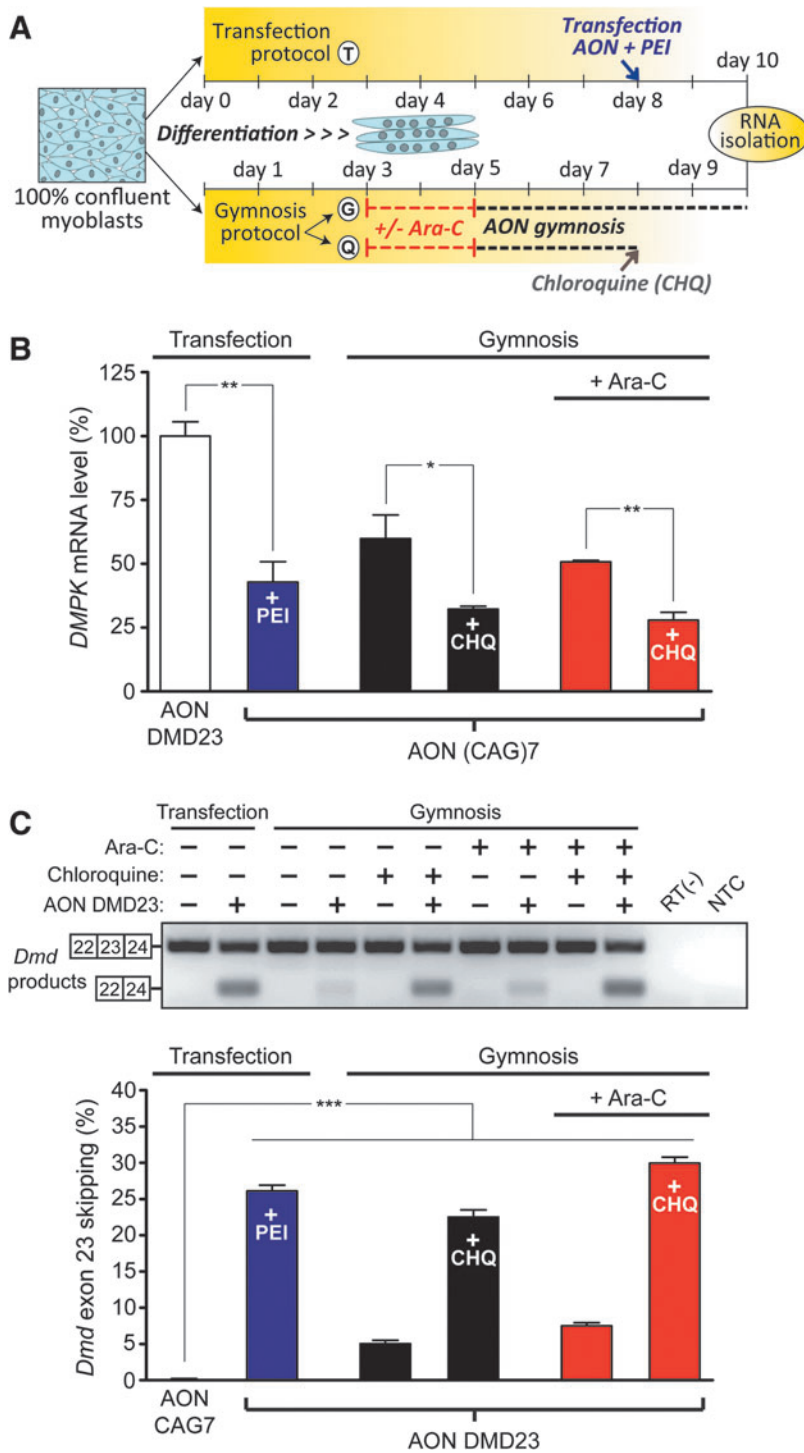 A
Transfection protocol T
Transfection
AON + PEI
day 10
day 0 day 2 day 4 day 6 day 8
Differentiation > > >
RNA isolation
100% confluent myoblasts
day 1 day 3 day 5 day 7 day 9
Gymnosis protocol G Q
+/- Ara-C
AON gymnosis
Chloroquine (CHQ)
B
Transfection Gymnosis
+ Ara-C
DMPK mRNA level (%)
125
100
75
50
25
0
** * **
+ PEI
+ CHQ
+ CHQ
AON DMD23
AON (CAG)7
C
Transfection Gymnosis
Ara-C: – – – – – – + + + +
Chloroquine: – – – – + + – – + +
AON DMD23: – + – + – + – + – +
RT(-) NTC
Dmd products
22 23 24
22 24
Transfection Gymnosis
+ Ara-C
Dmd exon 23 skipping (%)
40
35
30
25
20
15
10
5
0
***
+ PEI
+ CHQ
+ CHQ
AON CAG7
AON DMD23